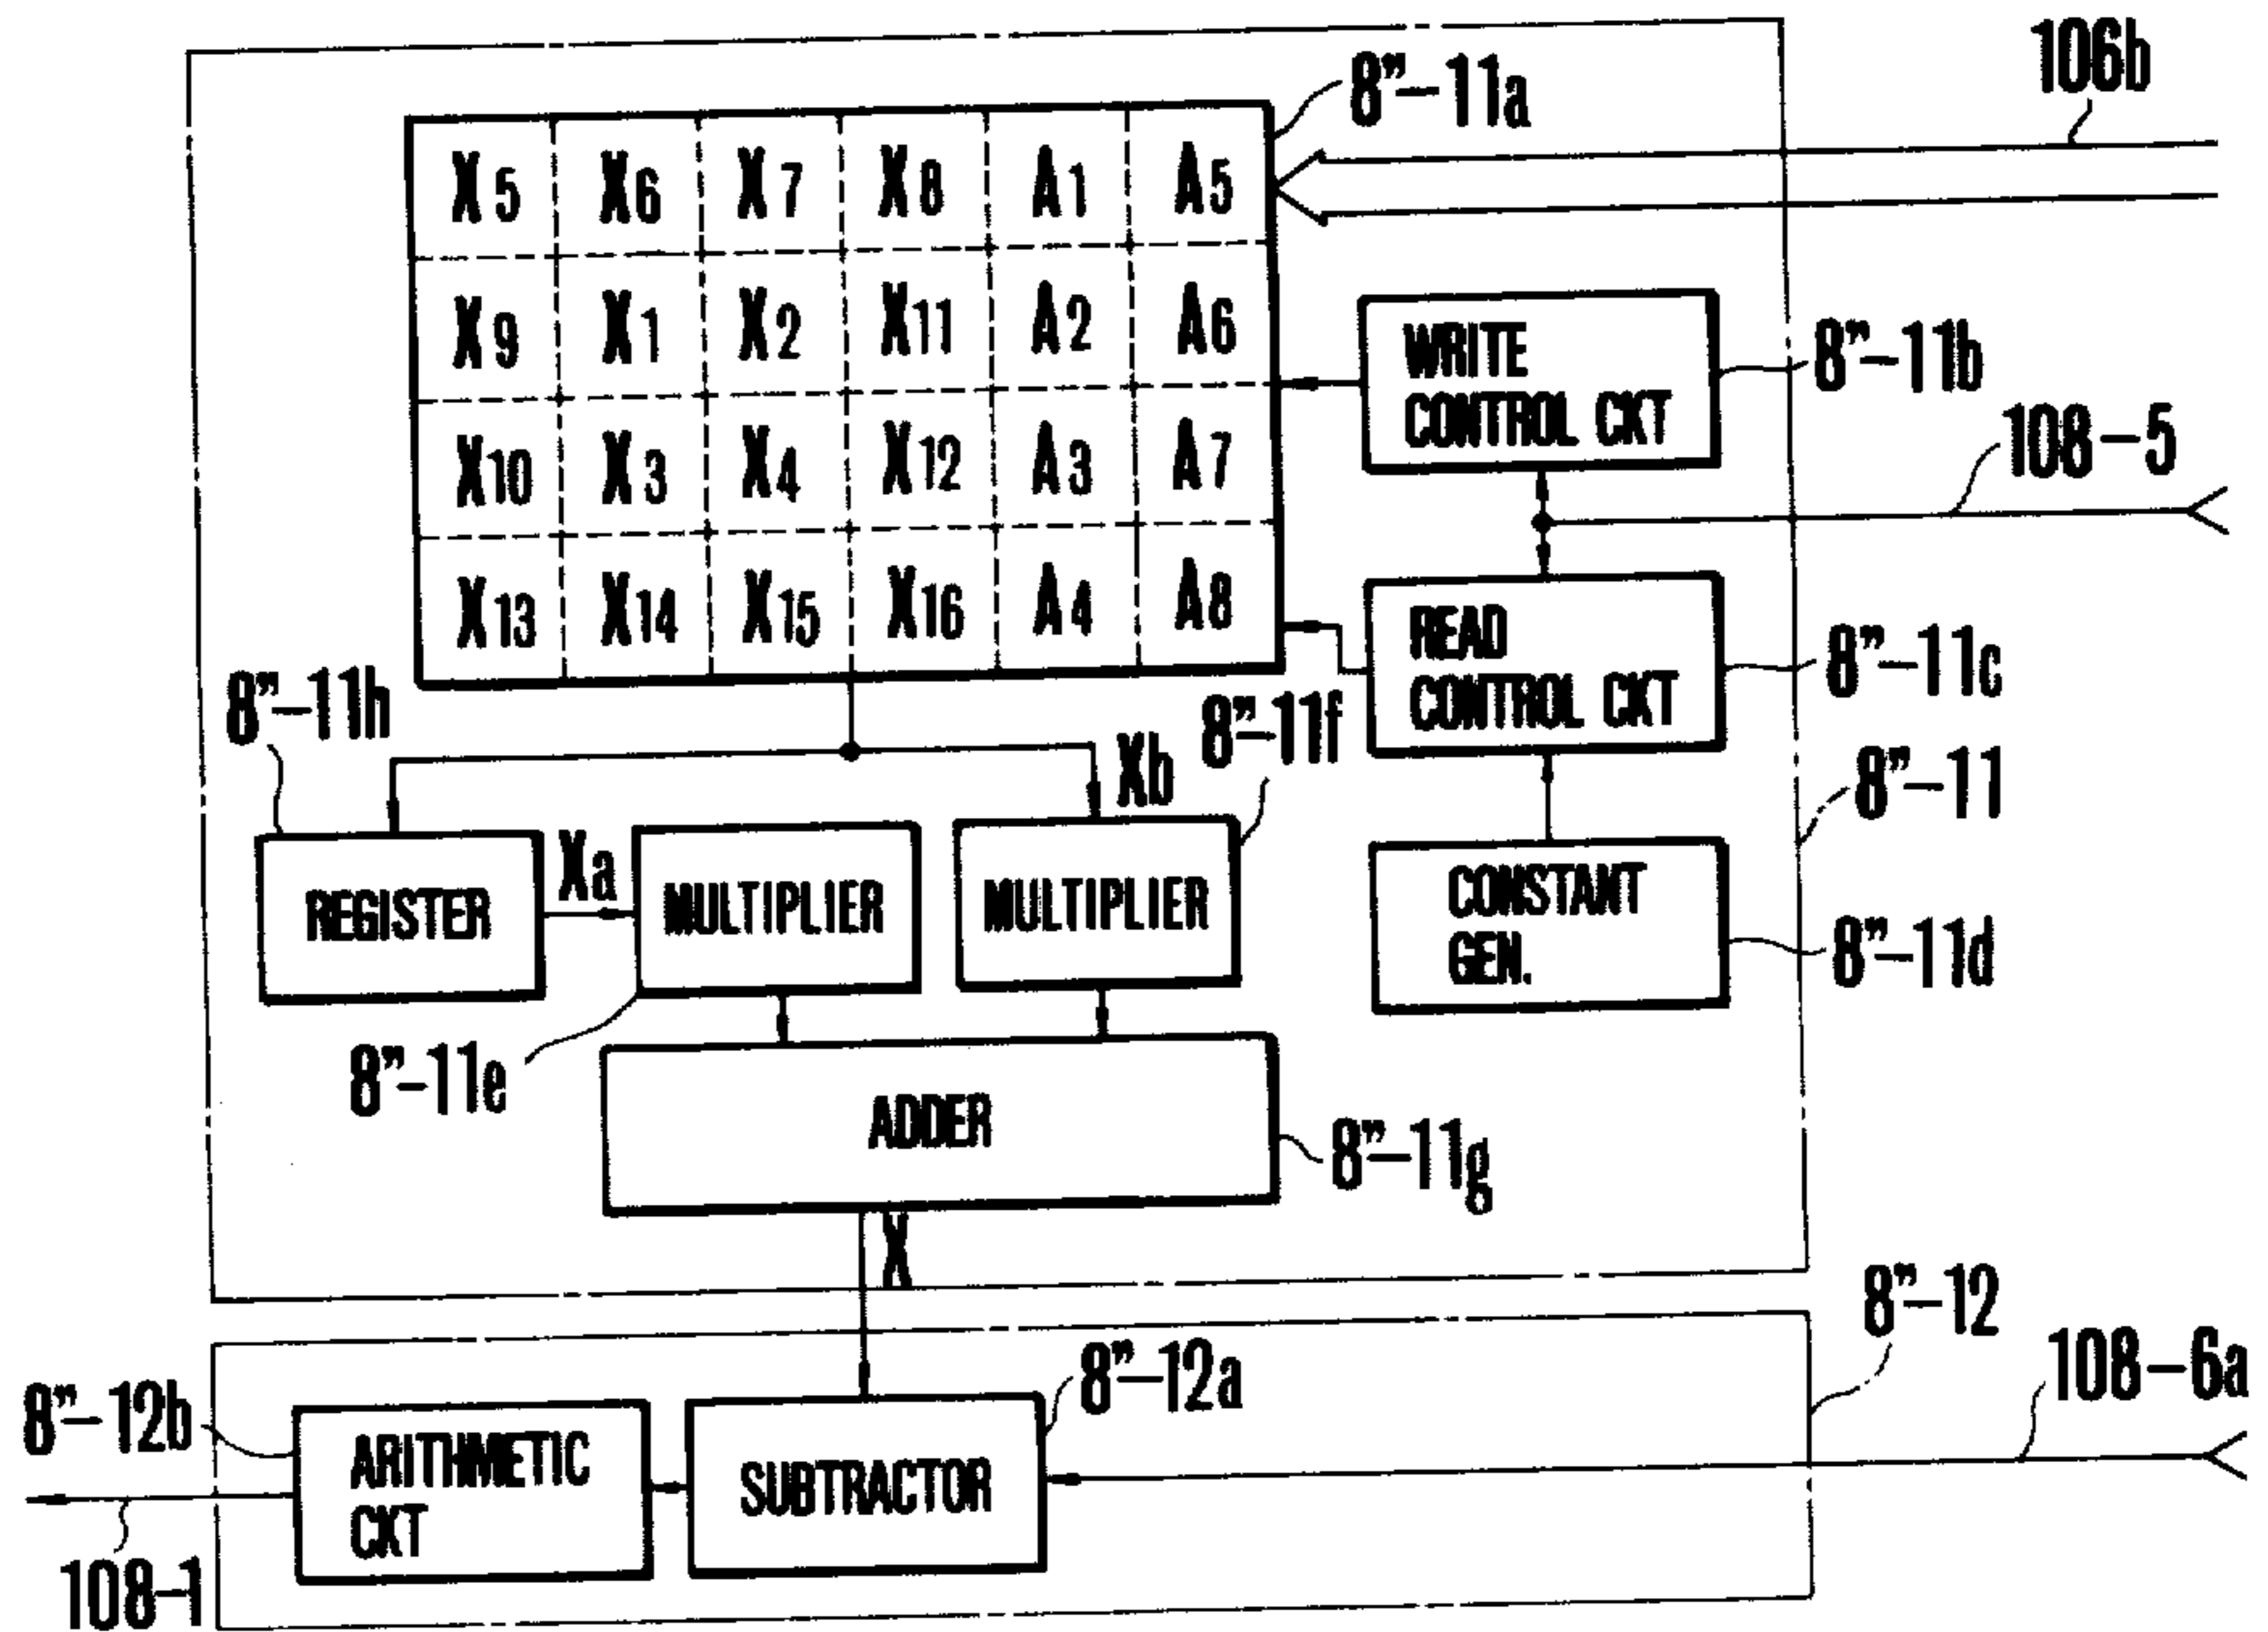 106b
8”-11a
X5 X6 X7 X8 A1 A5
X9 X1 X2 X11 A2 A6
X10 X3 X4 X12 A3 A7
X13 X14 X15 X16 A4 A8
WRITE
CONTROL CKT
8”-11b
108-5
READ
CONTROL CKT
8”-11c
8”-11h
8”-11f
Xb
8”-11
Xa
REGISTER
MULTIPLIER
MULTIPLIER
CONSTANT
GEN.
8”-11d
8”-11e
ADDER
8”-11g
X
8”-12
108-6a
8”-12a
8”-12b
ARITHMETIC
CKT
SUBTRACTOR
108-1